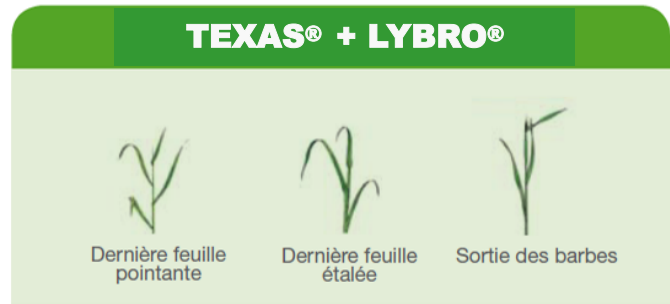 TEXAS® + LYBRO®
Dernière feuille
pointante
Dernière feuille
étalée
Sortie des barbes